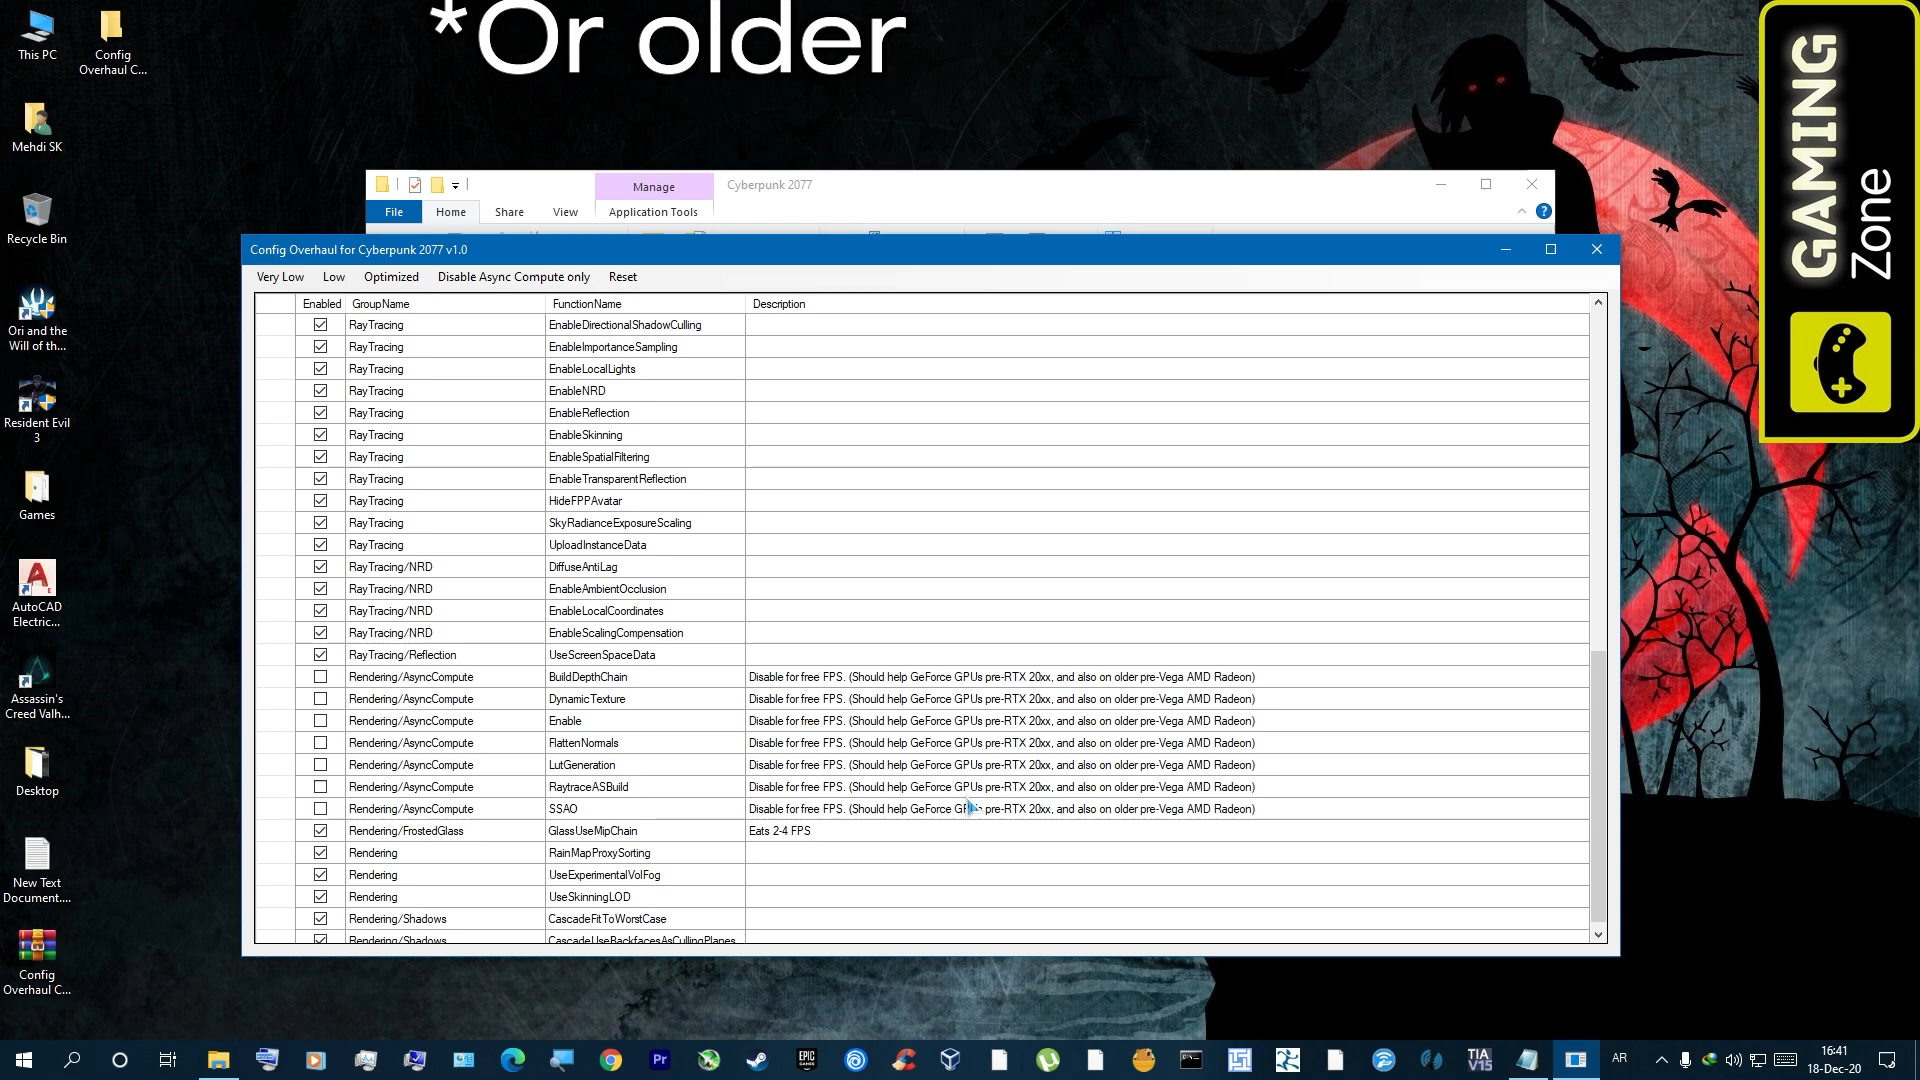 *Or older
This PC
Config
Overhaul C...
Mehdi SK
Recycle Bin
Ori and the
Will of th...
Resident Evil
3
Games
AutoCAD
Electric...
Assassin's
Creed Valh...
Desktop
New Text
Document....
Config
Overhaul C...
GAMING
Zone
Manage
Cyberpunk 2077
File Home Share View Application Tools
Config Overhaul for Cyberpunk 2077 v1.0
Very Low Low Optimized Disable Async Compute only Reset
Enabled GroupName FunctionName Description
RayTracing EnableDirectionalShadowCulling
RayTracing EnableImportanceSampling
RayTracing EnableLocalLights
RayTracing EnableNRD
RayTracing EnableReflection
RayTracing EnableSkinning
RayTracing EnableSpatialFiltering
RayTracing EnableTransparentReflection
RayTracing HideFPPAvatar
RayTracing SkyRadianceExposureScaling
RayTracing UploadInstanceData
RayTracing/NRD DiffuseAntiLag
RayTracing/NRD EnableAmbientOcclusion
RayTracing/NRD EnableLocalCoordinates
RayTracing/NRD EnableScalingCompensation
RayTracing/Reflection UseScreenSpaceData
Rendering/AsyncCompute BuildDepthChain Disable for free FPS. (Should help GeForce GPUs pre-RTX 20xx, and also on older pre-Vega AMD Radeon)
Rendering/AsyncCompute DynamicTexture Disable for free FPS. (Should help GeForce GPUs pre-RTX 20xx, and also on older pre-Vega AMD Radeon)
Rendering/AsyncCompute Enable Disable for free FPS. (Should help GeForce GPUs pre-RTX 20xx, and also on older pre-Vega AMD Radeon)
Rendering/AsyncCompute FlattenNormals Disable for free FPS. (Should help GeForce GPUs pre-RTX 20xx, and also on older pre-Vega AMD Radeon)
Rendering/AsyncCompute LutGeneration Disable for free FPS. (Should help GeForce GPUs pre-RTX 20xx, and also on older pre-Vega AMD Radeon)
Rendering/AsyncCompute RaytraceASBuild Disable for free FPS. (Should help GeForce GPUs pre-RTX 20xx, and also on older pre-Vega AMD Radeon)
Rendering/AsyncCompute SSAO Disable for free FPS. (Should help GeForce GPUs pre-RTX 20xx, and also on older pre-Vega AMD Radeon)
Rendering/FrostedGlass GlassUseMipChain Eats 2-4 FPS
Rendering RainMapProxySorting
Rendering UseExperimentalVolFog
Rendering UseSkinningLOD
Rendering/Shadows CascadeFitToWorstCase
Rendering/Shadows CascadeUseBackfacesAsCullingPlanes
Pr
EPIC
GAMES
TIA
V15
AR
16:41
18-Dec-20